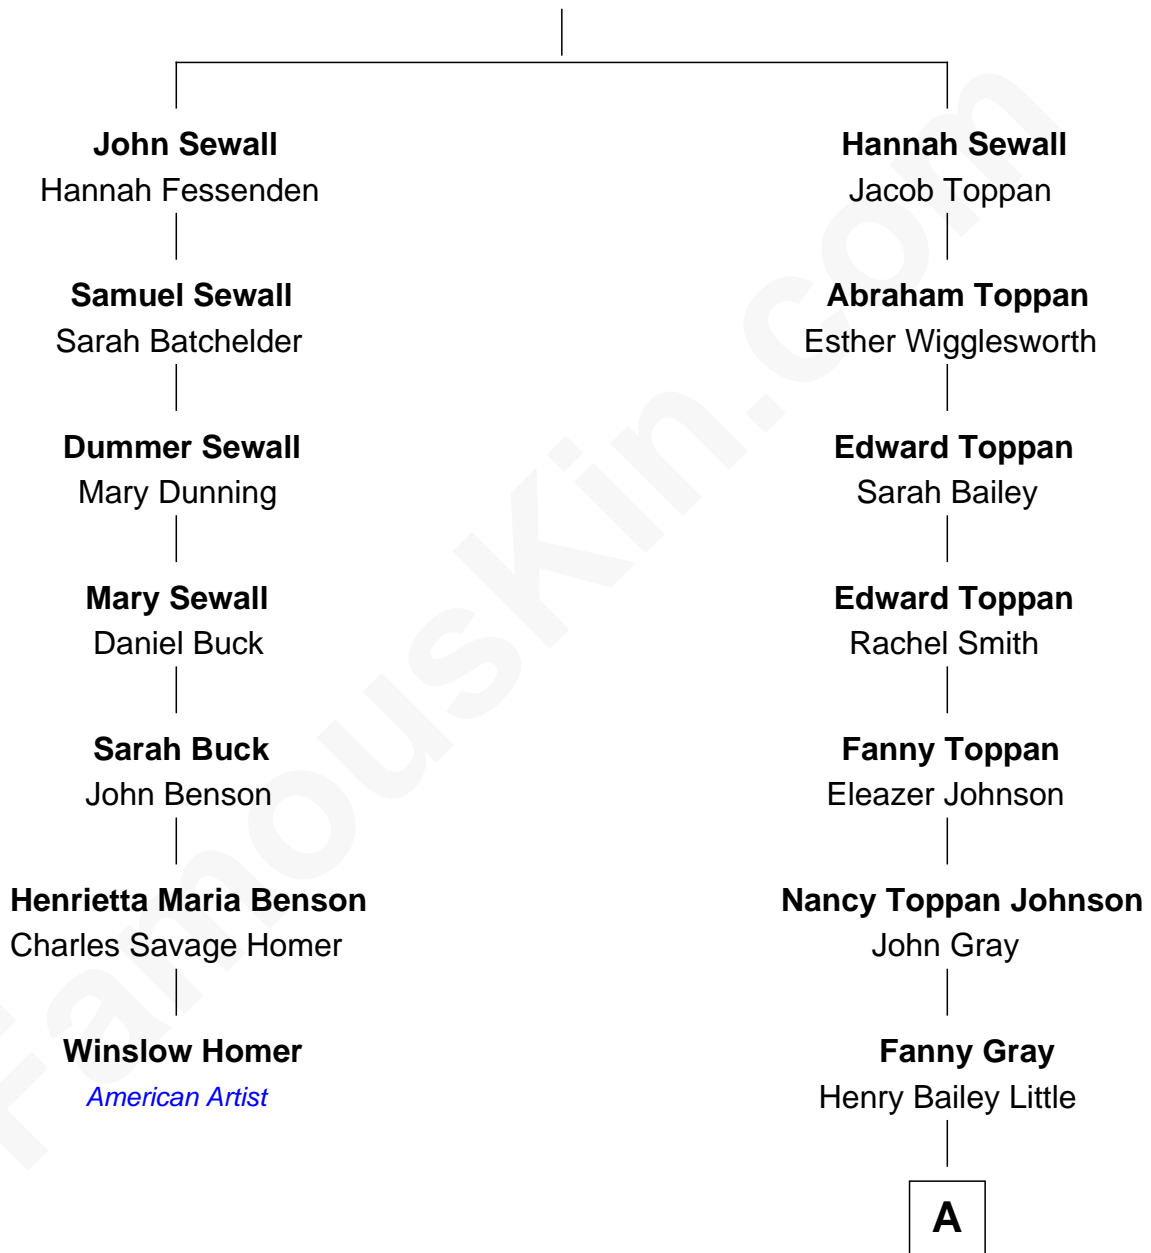 John Sewall
Hannah Fessenden
Samuel Sewall
Sarah Batchelder
Dummer Sewall
Mary Dunning
Mary Sewall
Daniel Buck
Sarah Buck
John Benson
Henrietta Maria Benson
Charles Savage Homer
Winslow Homer
American Artist
Hannah Sewall
Jacob Toppan
Abraham Toppan
Esther Wigglesworth
Edward Toppan
Sarah Bailey
Edward Toppan
Rachel Smith
Fanny Toppan
Eleazer Johnson
Nancy Toppan Johnson
John Gray
Fanny Gray
Henry Bailey Little
A
FamousKin.com